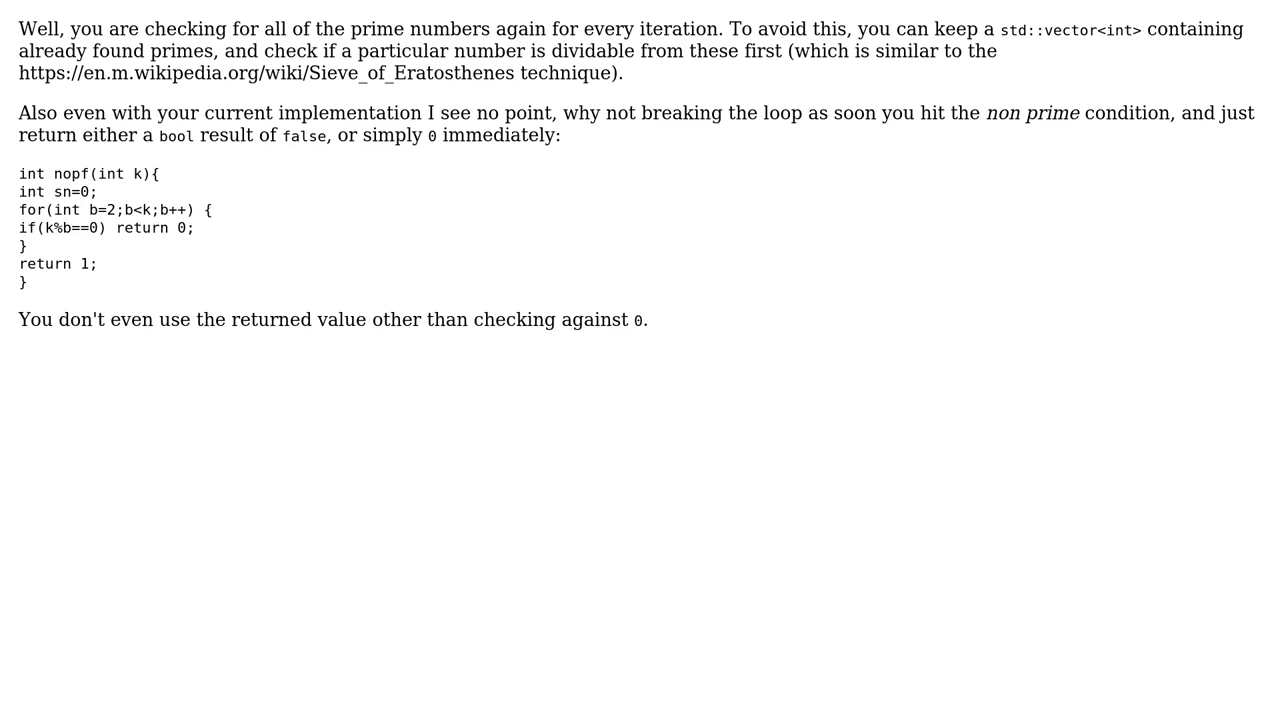 Well, you are checking for all of the prime numbers again for every iteration. To avoid this, you can keep a std::vector<int> containing
already found primes, and check if a particular number is dividable from these first (which is similar to the
https://en.m.wikipedia.org/wiki/Sieve_of_Eratosthenes technique).
Also even with your current implementation I see no point, why not breaking the loop as soon you hit the non prime condition, and just
return either a bool result of false, or simply 0 immediately:
int nopf(int k){
int sn=0;
for(int b=2;b<k;b++) {
if(k%b==0) return 0;
}
return 1;
}
You don't even use the returned value other than checking against 0.